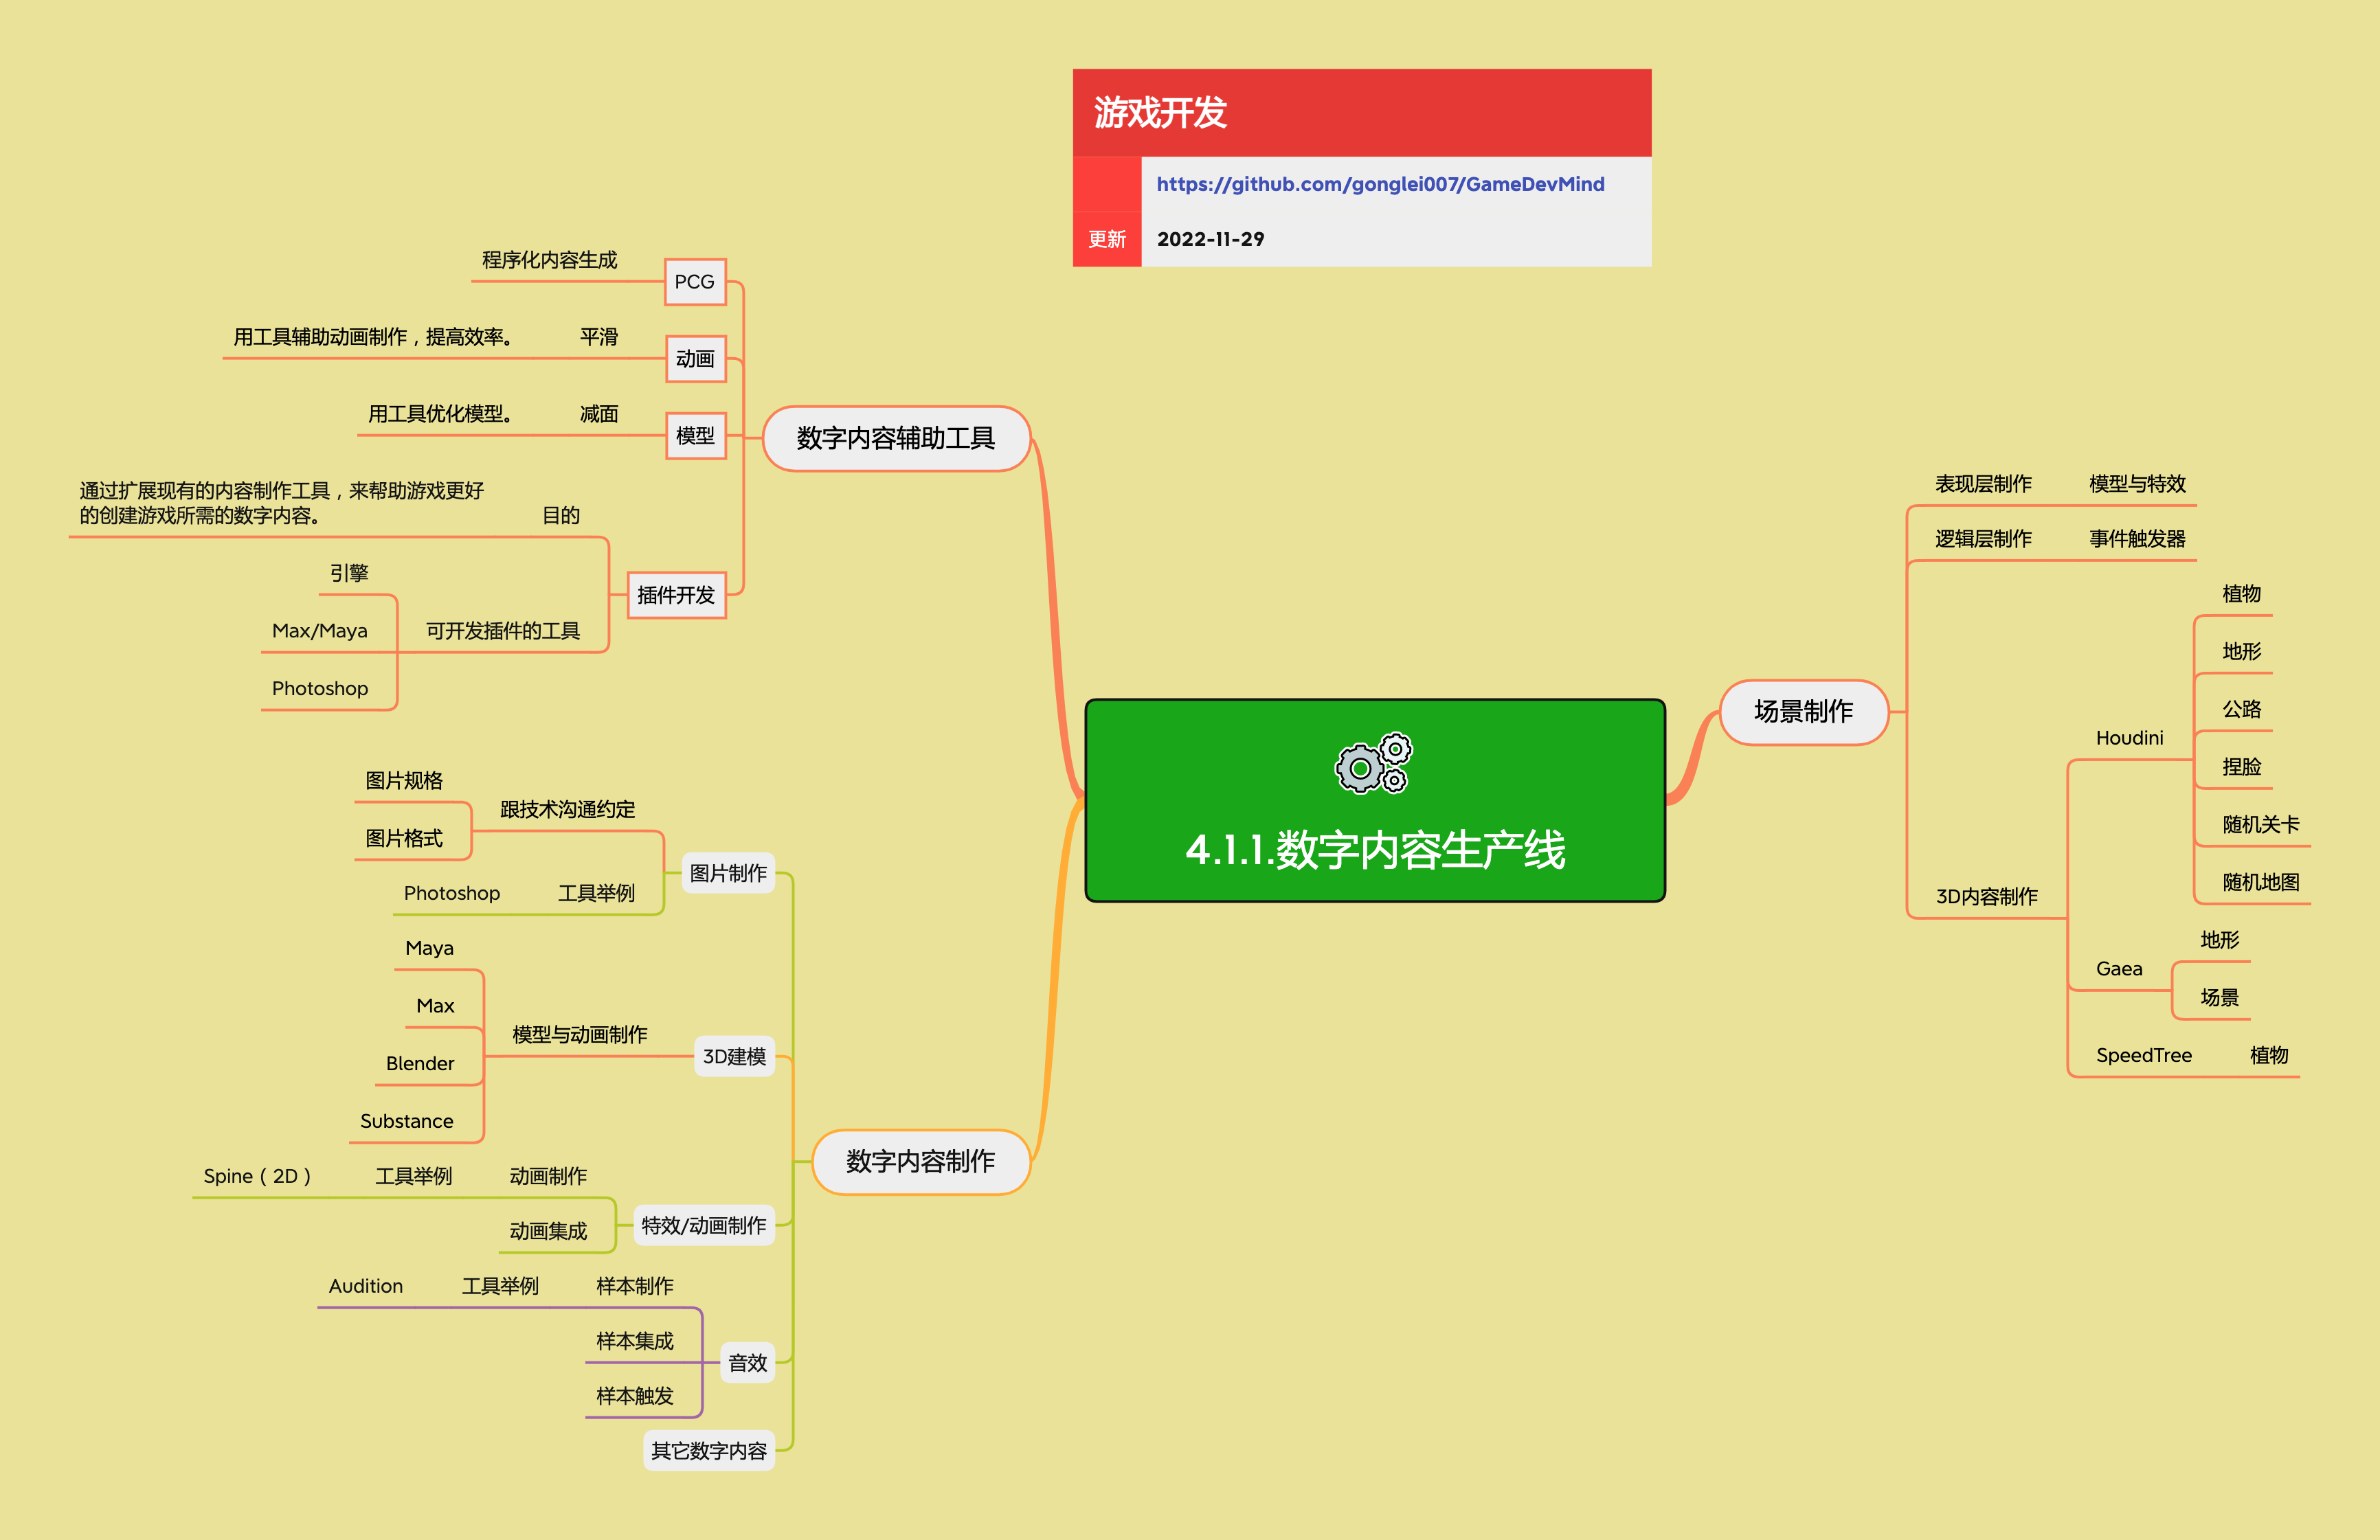 游戏开发
https://github.com/gonglei007/GameDevMind
更新 2022-11-29
4.1.1.数字内容生产线
数字内容辅助工具
PCG
程序化内容生成
动画
平滑
用工具辅助动画制作，提高效率。
模型
减面
用工具优化模型。
插件开发
目的
通过扩展现有的内容制作工具，来帮助游戏更好
的创建游戏所需的数字内容。
可开发插件的工具
引擎
Max/Maya
Photoshop
数字内容制作
图片制作
跟技术沟通约定
图片规格
图片格式
工具举例
Photoshop
3D建模
模型与动画制作
Maya
Max
Blender
Substance
特效/动画制作
动画制作
工具举例
Spine（2D）
动画集成
音效
样本制作
工具举例
Audition
样本集成
样本触发
其它数字内容
场景制作
表现层制作
模型与特效
逻辑层制作
事件触发器
3D内容制作
Houdini
植物
地形
公路
捏脸
随机关卡
随机地图
Gaea
地形
场景
SpeedTree
植物